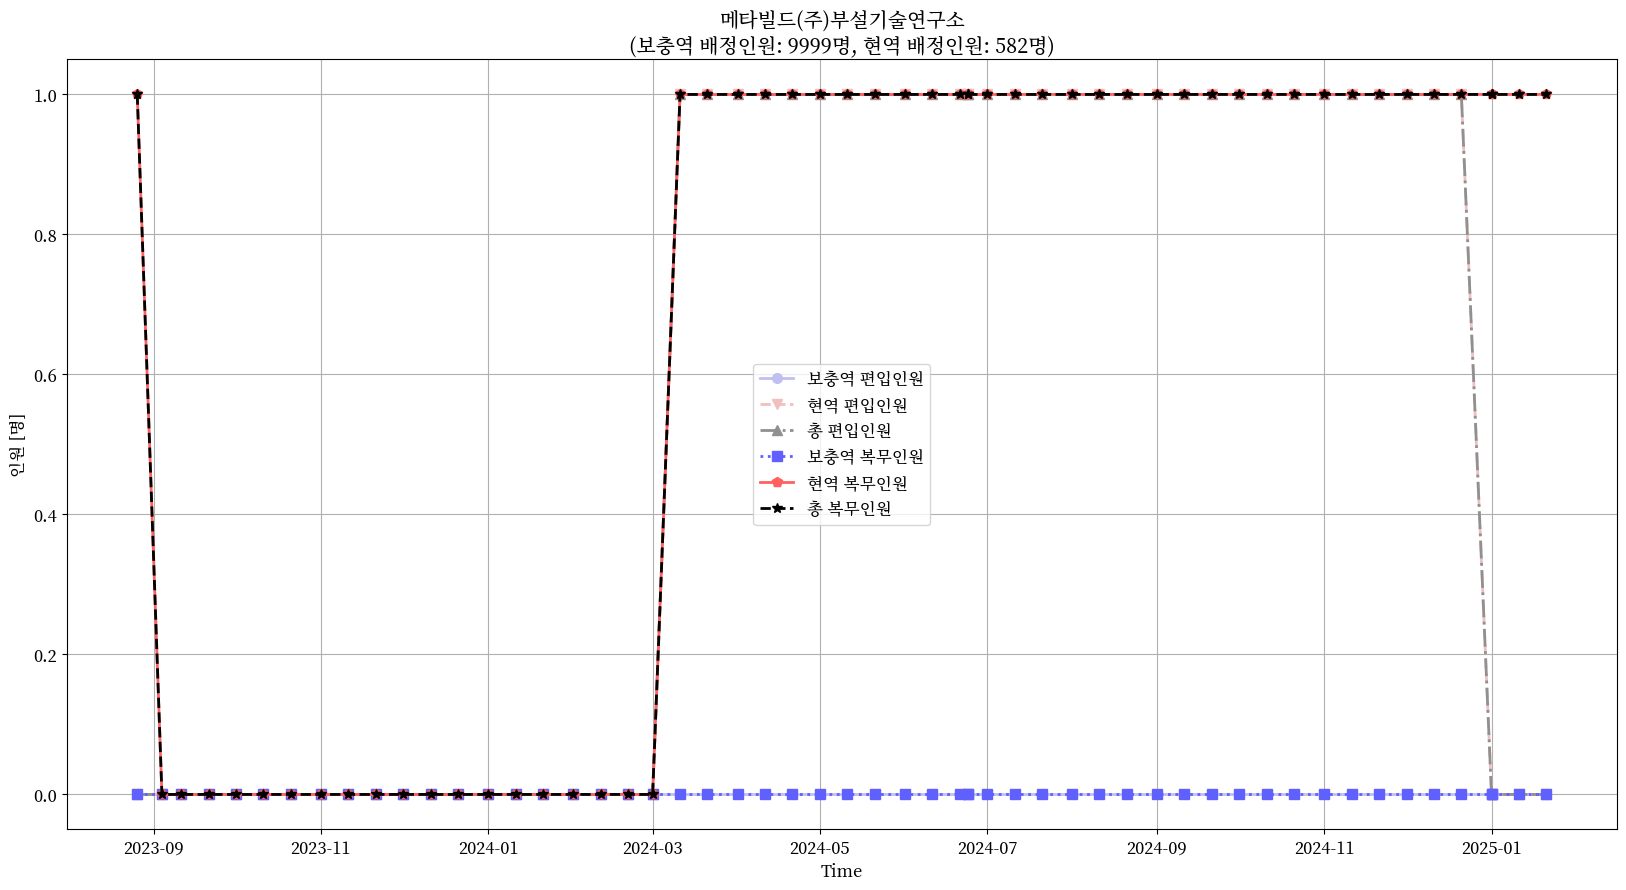 메타빌드(주)부설기술연구소
(보충역 배정인원: 9999명, 현역 배정인원: 582명)
1.0
0.8
0.6
0.4
0.2
0.0
인원 [명]
보충역 편입인원
현역 편입인원
총 편입인원
보충역 복무인원
현역 복무인원
총 복무인원
2023-09 2023-11 2024-01 2024-03 2024-05 2024-07 2024-09 2024-11 2025-01
Time